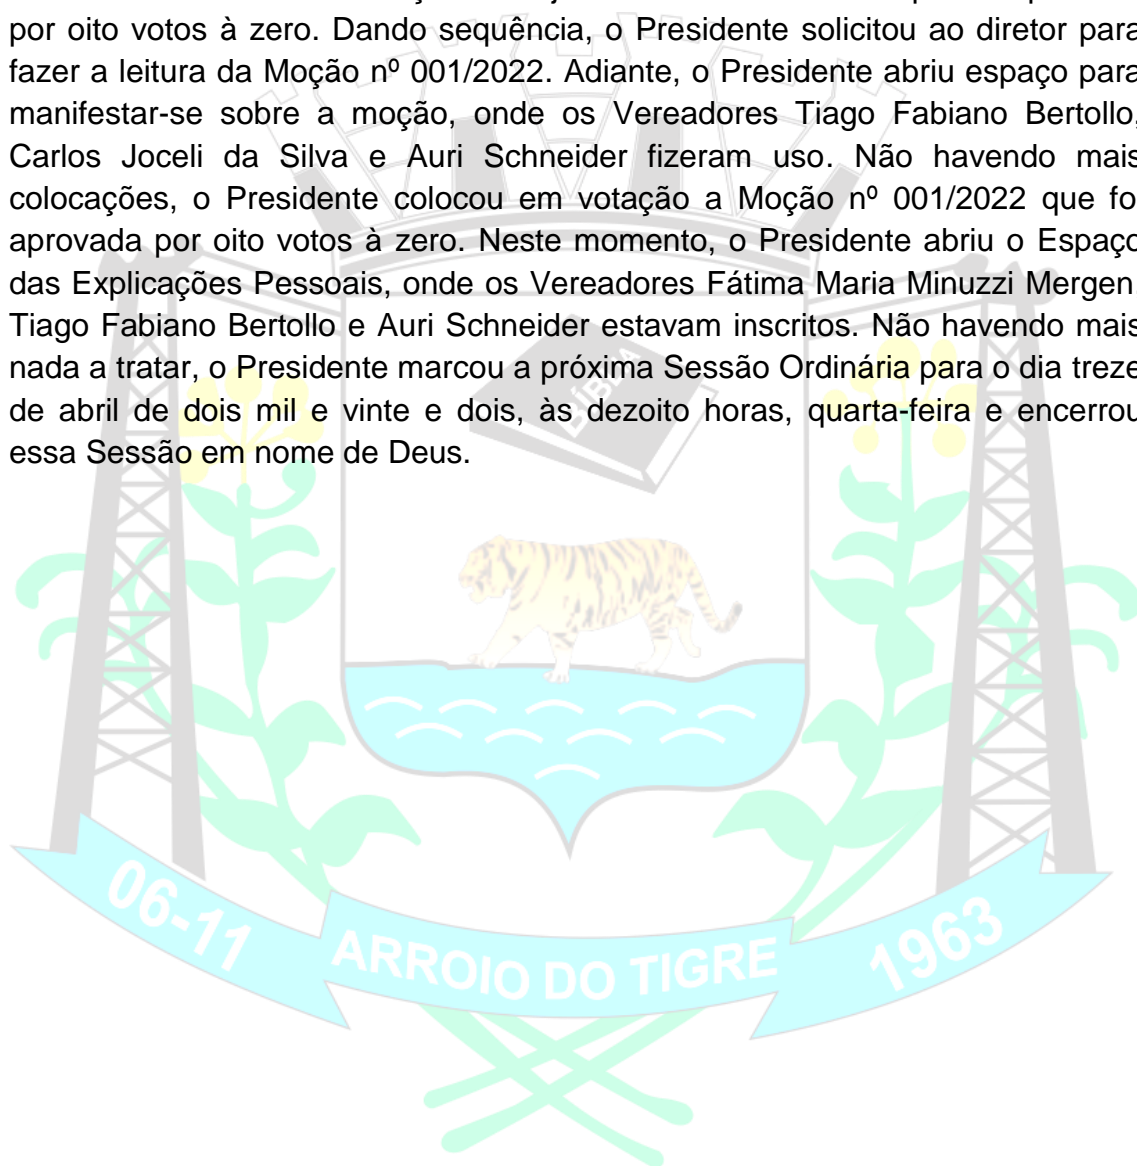 por oito votos à zero. Dando sequência, o Presidente solicitou ao diretor para
fazer a leitura da Moção nº 001/2022. Adiante, o Presidente abriu espaço para
manifestar-se sobre a moção, onde os Vereadores Tiago Fabiano Bertollo,
Carlos Joceli da Silva e Auri Schneider fizeram uso. Não havendo mais
colocações, o Presidente colocou em votação a Moção nº 001/2022 que foi
aprovada por oito votos à zero. Neste momento, o Presidente abriu o Espaço
das Explicações Pessoais, onde os Vereadores Fátima Maria Minuzzi Mergen,
Tiago Fabiano Bertollo e Auri Schneider estavam inscritos. Não havendo mais
nada a tratar, o Presidente marcou a próxima Sessão Ordinária para o dia treze
de abril de dois mil e vinte e dois, às dezoito horas, quarta-feira e encerrou
essa Sessão em nome de Deus.
BÍBLIA
06-11
ARROIO DO TIGRE
1963